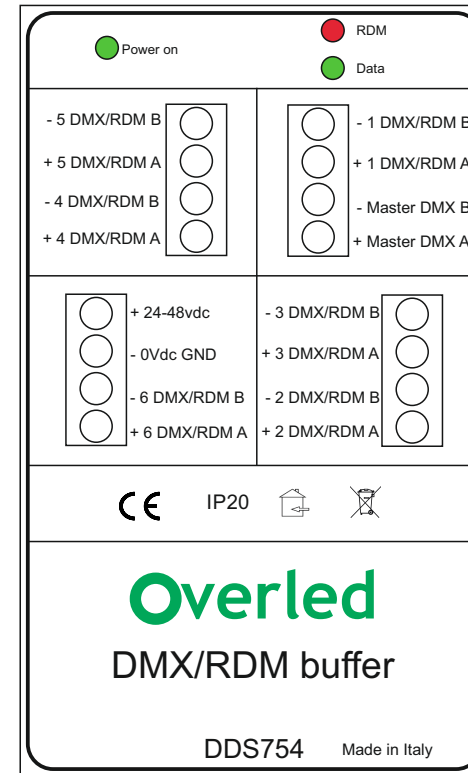 Power on
RDM
Data
- 5 DMX/RDM B
+ 5 DMX/RDM A
- 4 DMX/RDM B
+ 4 DMX/RDM A
- 1 DMX/RDM B
+ 1 DMX/RDM A
- Master DMX B
+ Master DMX A
+ 24-48vdc
- 0Vdc GND
- 6 DMX/RDM B
+ 6 DMX/RDM A
- 3 DMX/RDM B
+ 3 DMX/RDM A
- 2 DMX/RDM B
+ 2 DMX/RDM A
CE IP20
Overled
DMX/RDM buffer
DDS754 Made in Italy